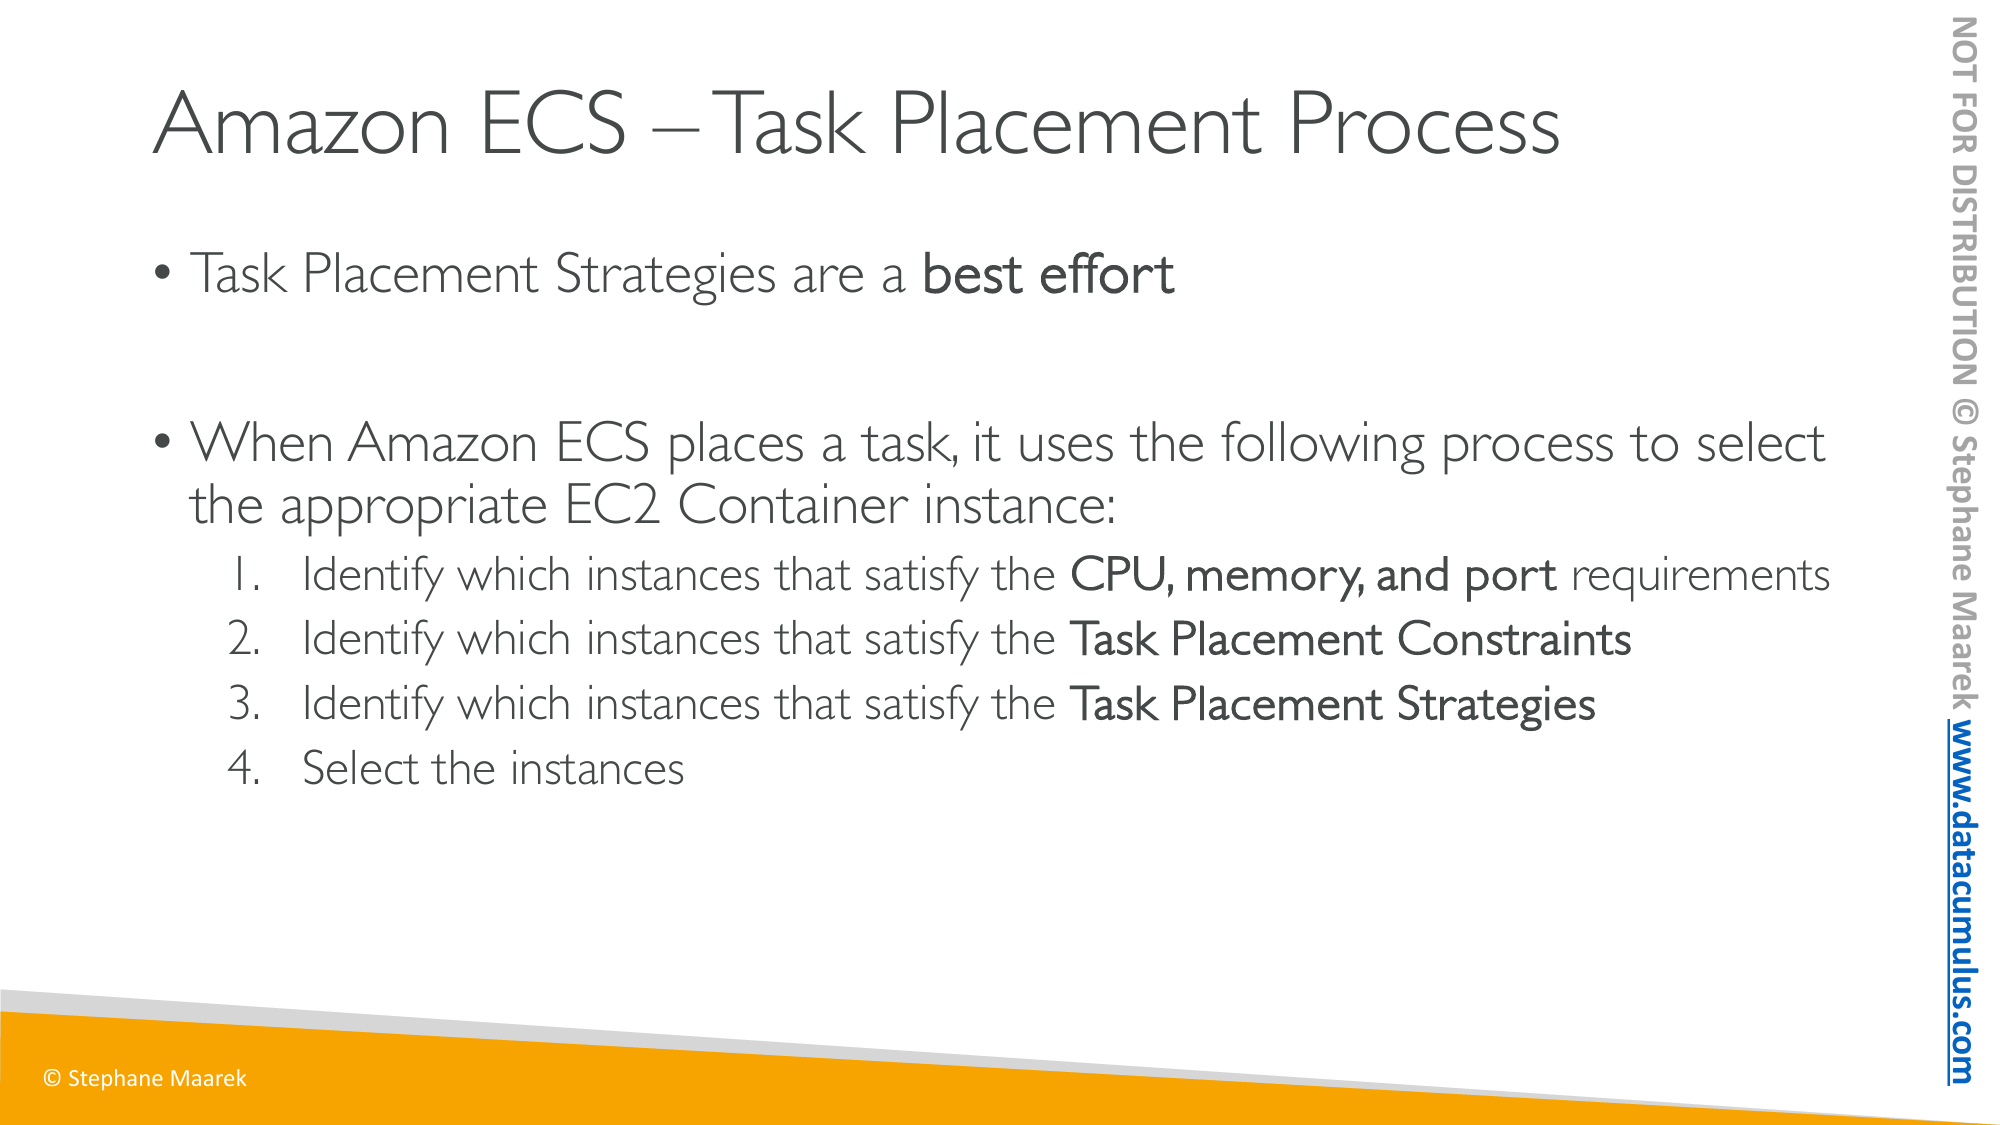 Amazon ECS – Task Placement Process
• Task Placement Strategies are a best effort
• When Amazon ECS places a task, it uses the following process to select
the appropriate EC2 Container instance:
1. Identify which instances that satisfy the CPU, memory, and port requirements
2. Identify which instances that satisfy the Task Placement Constraints
3. Identify which instances that satisfy the Task Placement Strategies
4. Select the instances
© Stephane Maarek
NOT FOR DISTRIBUTION © Stephane Maarek www.datacumulus.com